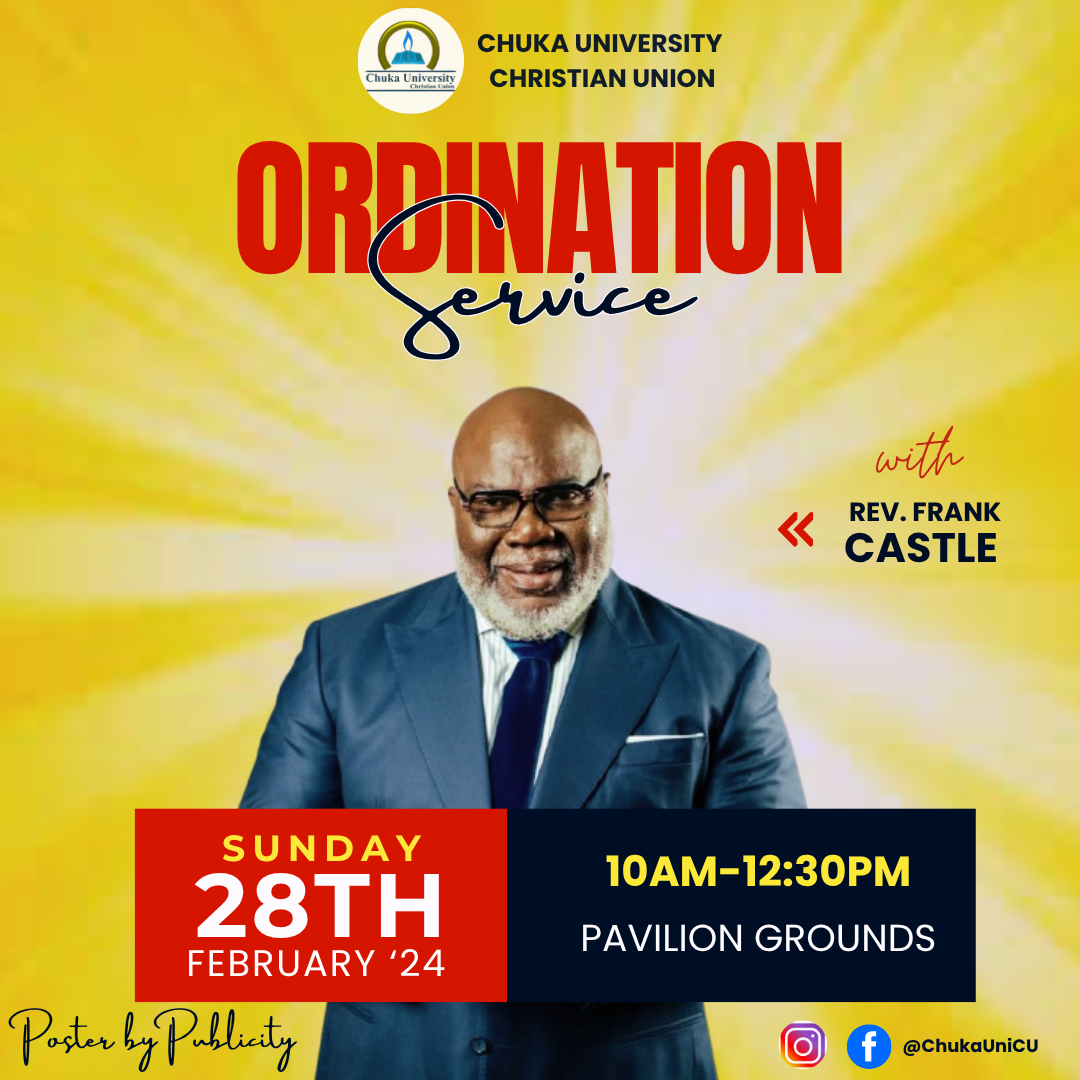 Chuka University
Christian Union
CHUKA UNIVERSITY
CHRISTIAN UNION
ORDINATION
Service
with
REV. FRANK
CASTLE
SUNDAY
28TH
FEBRUARY ‘24
10AM-12:30PM
PAVILION GROUNDS
Poster by Publicity
@ChukaUniCU